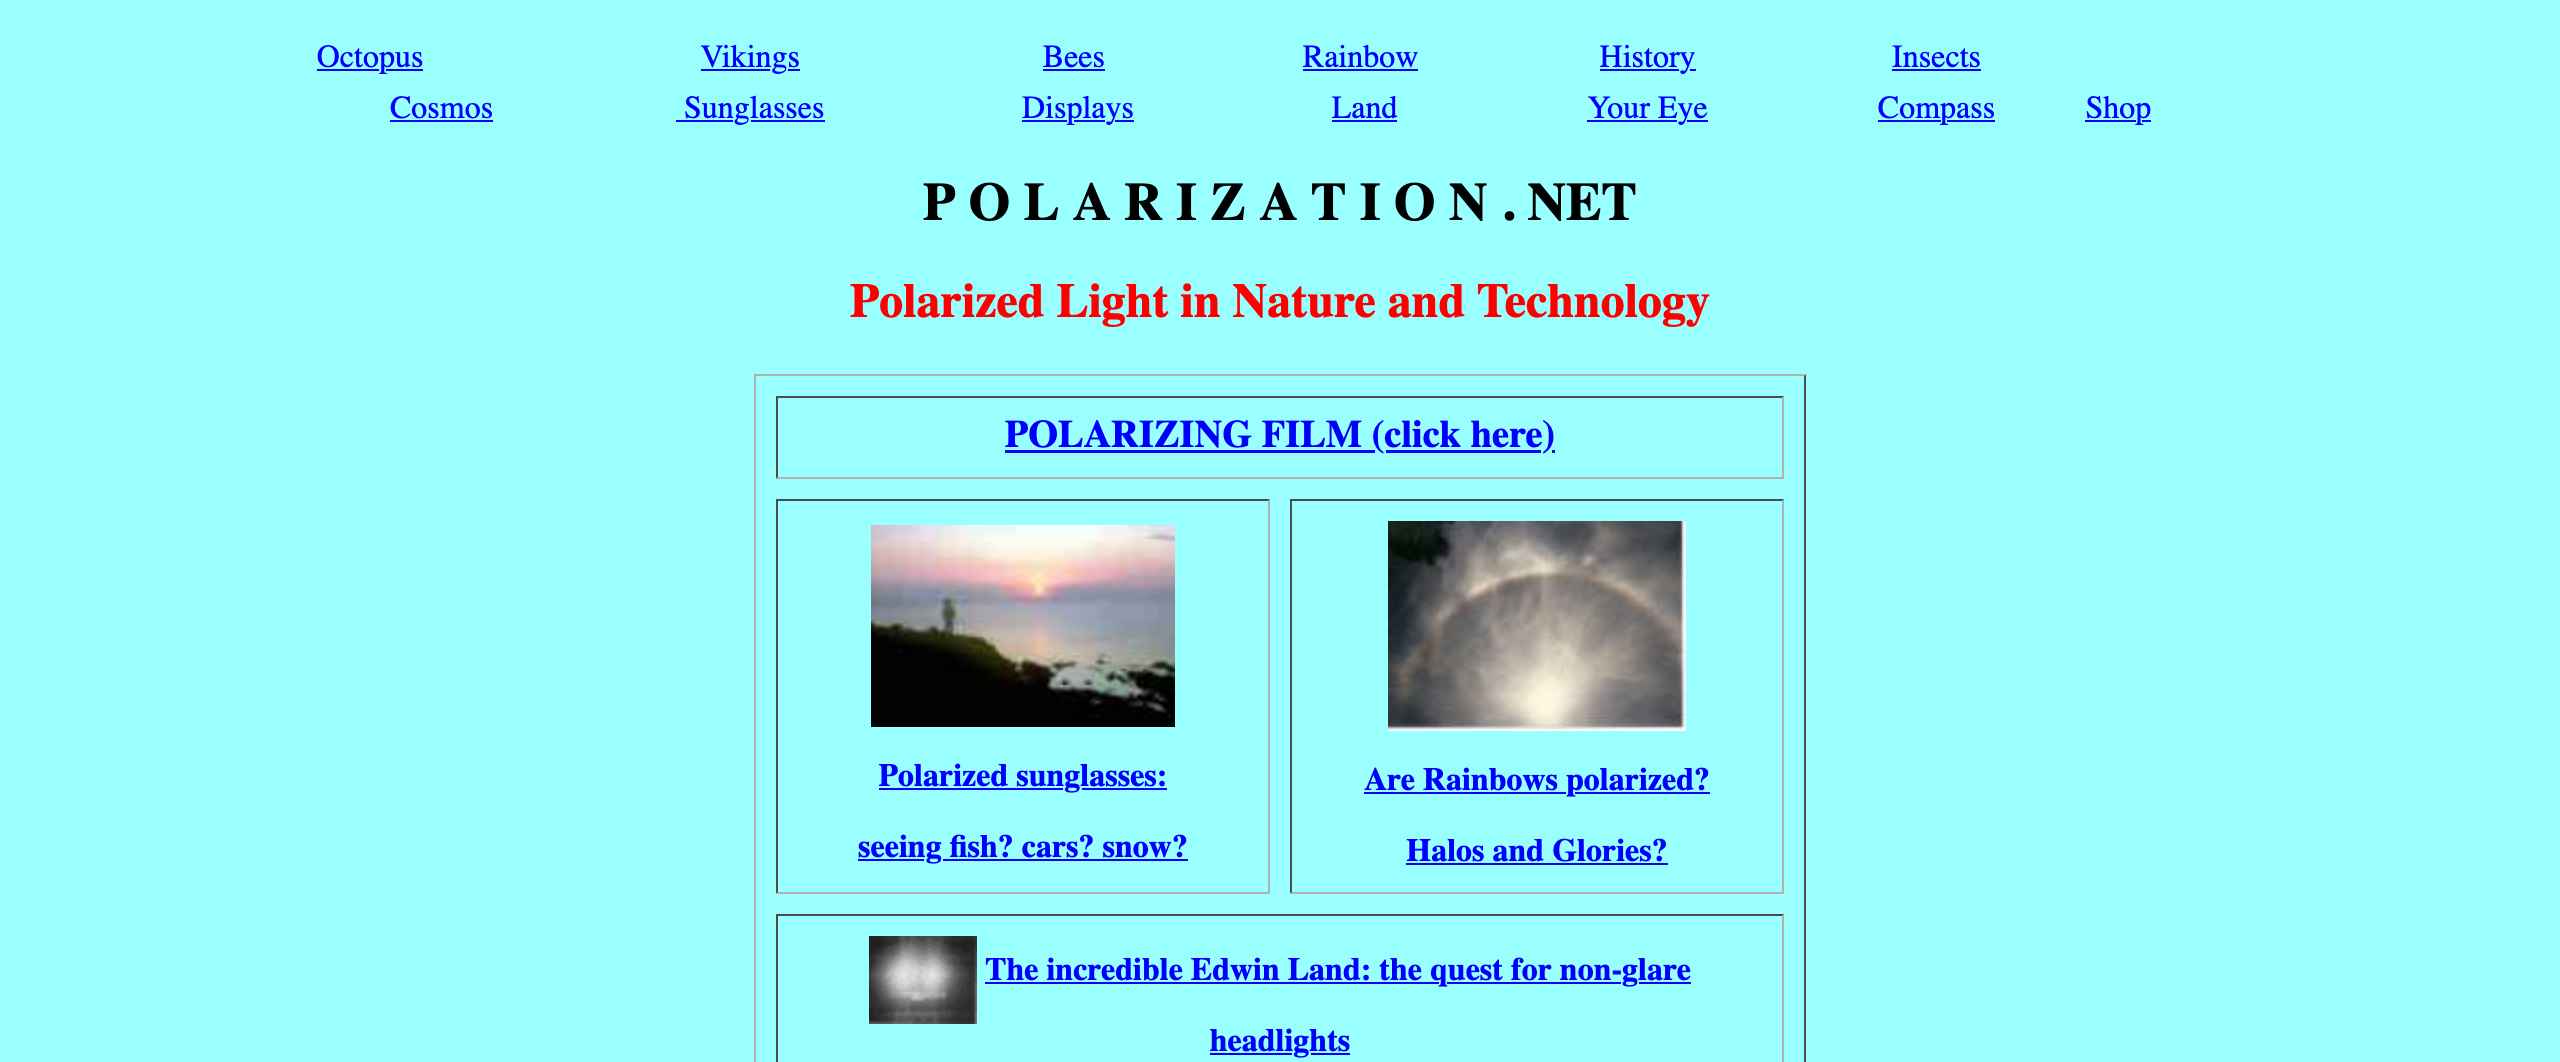 Octopus Vikings Bees Rainbow History Insects
Cosmos Sunglasses Displays Land Your Eye Compass Shop
P O L A R I Z A T I O N . NET
Polarized Light in Nature and Technology
POLARIZING FILM (click here)
Polarized sunglasses:
seeing fish? cars? snow?
Are Rainbows polarized?
Halos and Glories?
The incredible Edwin Land: the quest for non-glare
headlights